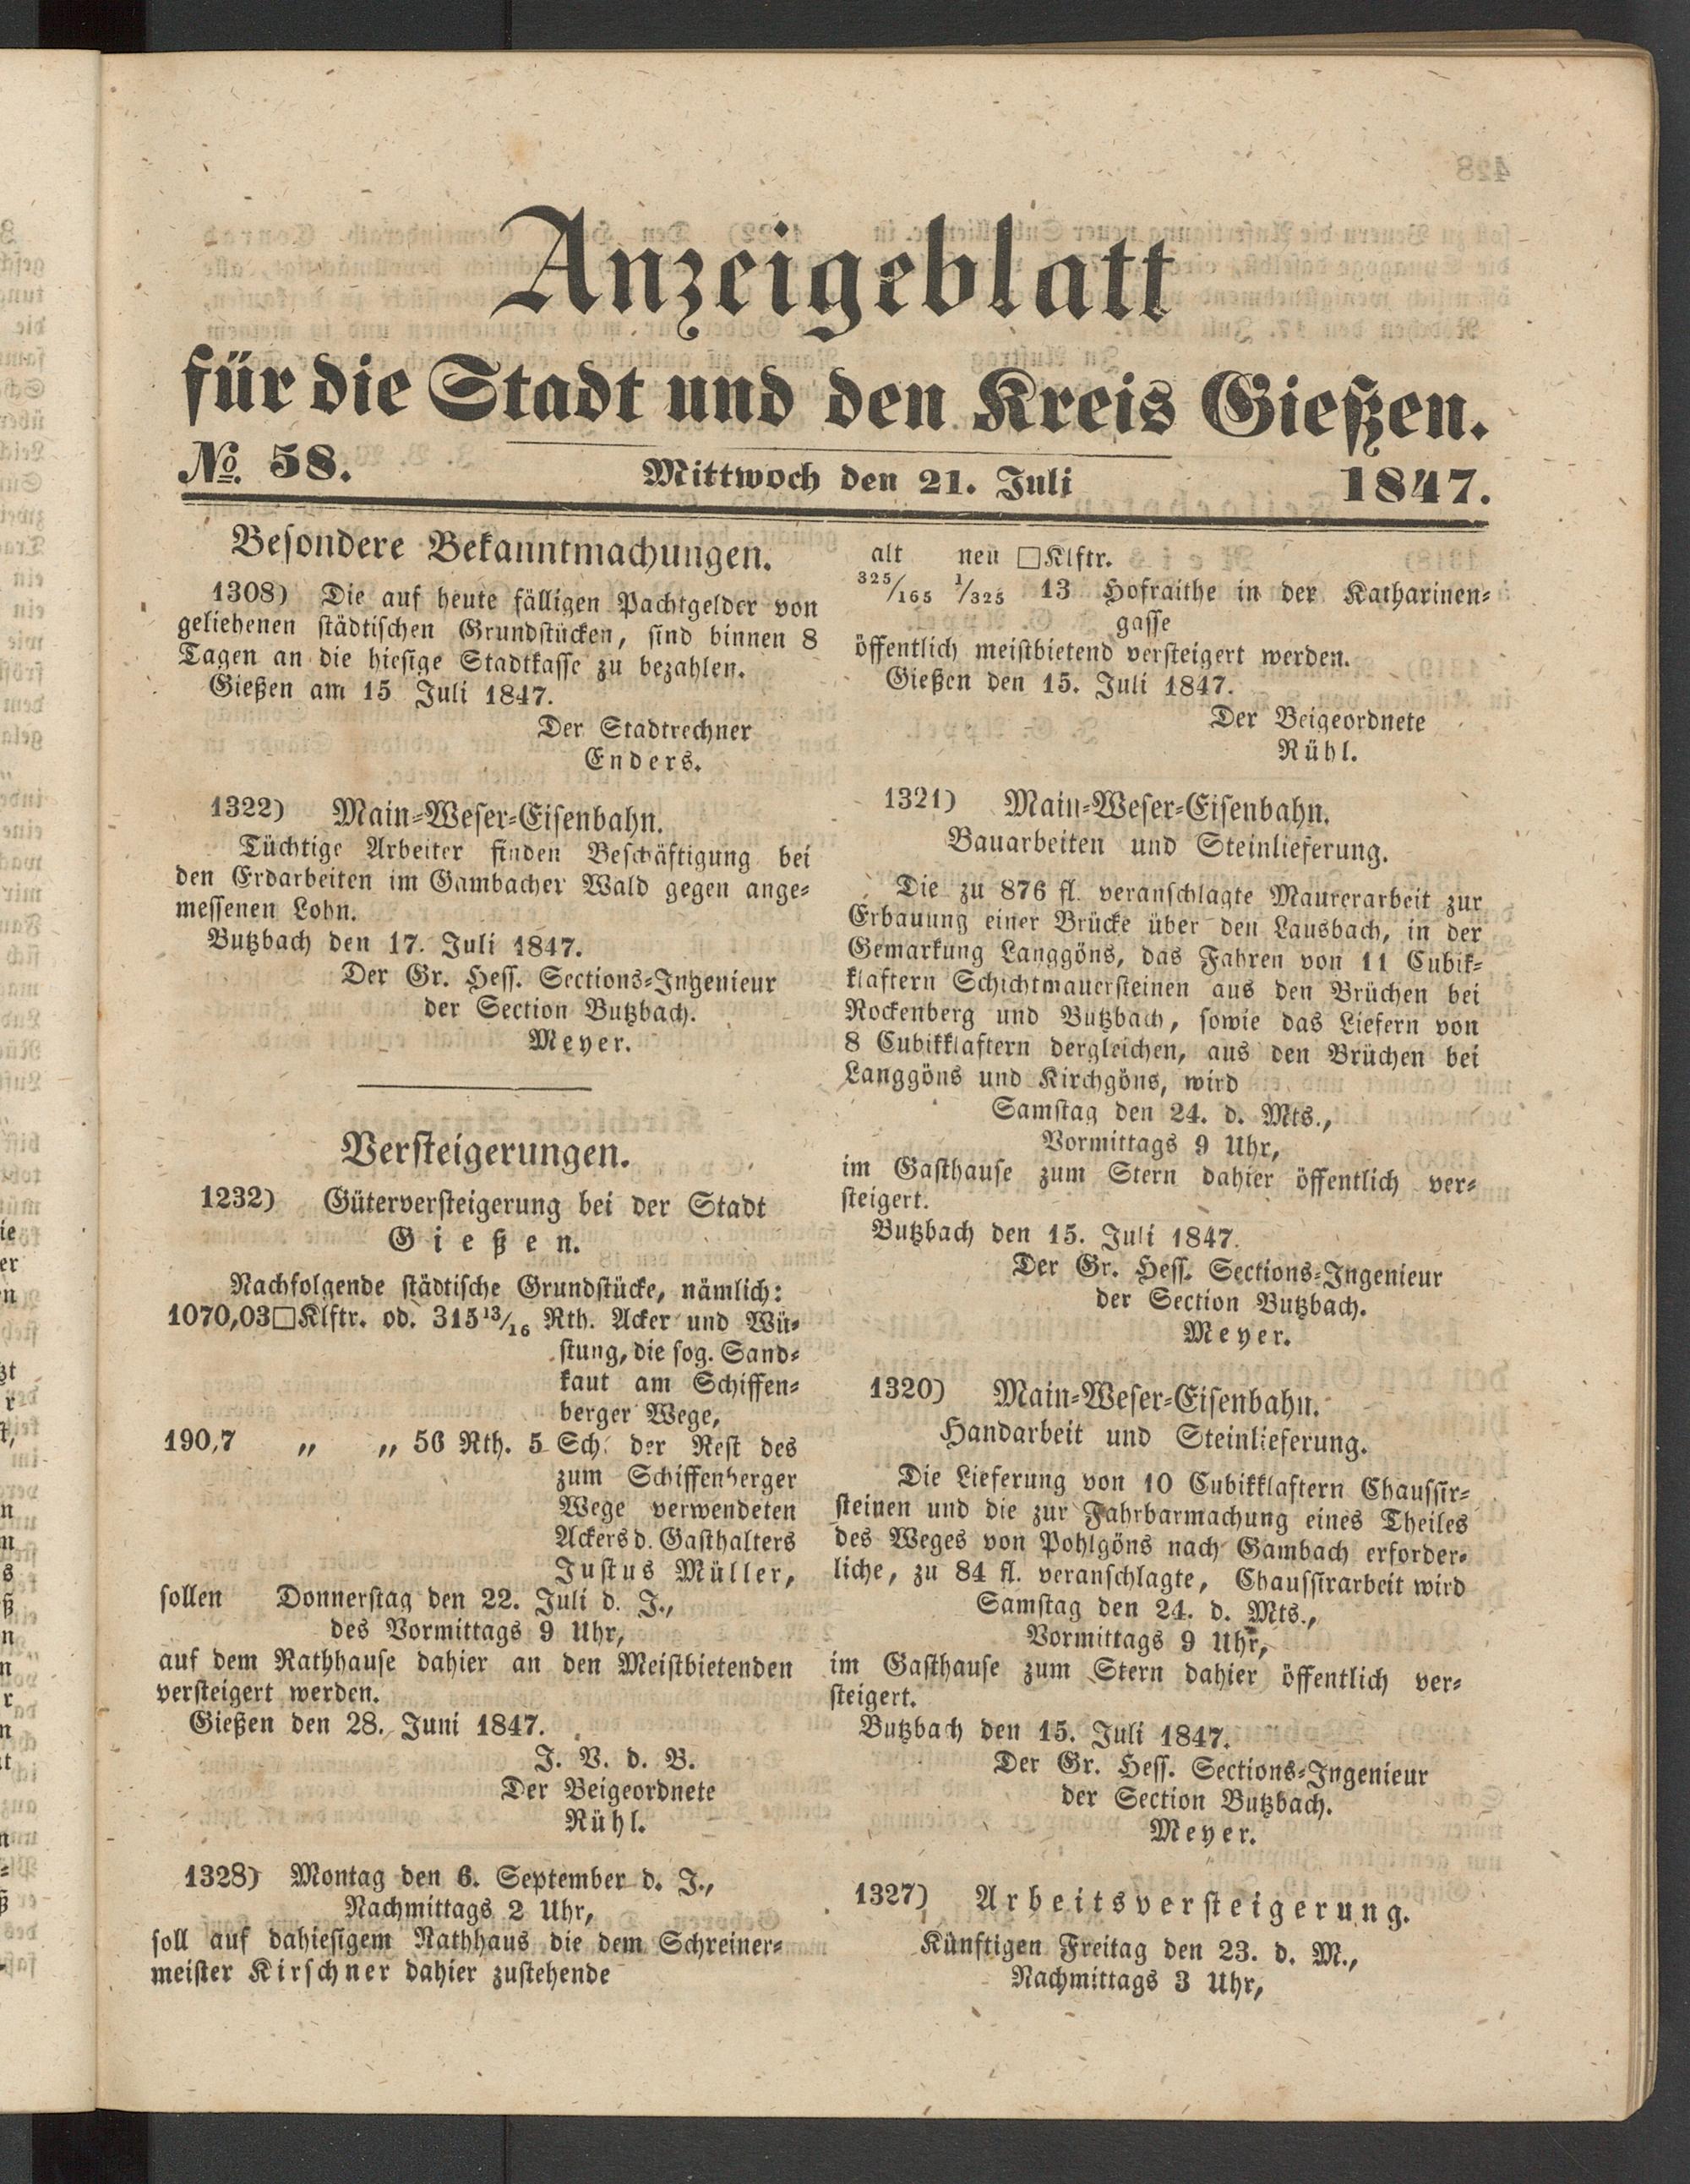 Anzeigeblatt
für die Stadt und den Kreis Gießen.
No. 58. Mittwoch den 21. Juli 1847.
Besondere Bekanntmachungen.
1308) Die auf heute fälligen Pachtgelder von
geliehenen städtischen Grundstücken, sind binnen 8
Tagen an die hiesige Stadtkasse zu bezahlen.
Gießen am 15 Juli 1847.
Der Stadtrechner
Enders.
1322) Main-Weser-Eisenbahn.
Tüchtige Arbeiter finden Beschäftigung bei
den Erdarbeiten im Gambacher Wald gegen ange-
messenen Lohn.
Butzbach den 17. Juli 1847.
Der Gr. Hess. Sections-Ingenieur
der Section Butzbach.
Meyer.
Versteigerungen.
1232) Güterversteigerung bei der Stadt
Gießen.
Nachfolgende städtische Grundstücke, nämlich:
1070,03□Klftr. od. 315 13/16 Rth. Acker und Wü-
stung, die sog. Sand-
kaut am Schiffen-
berger Wege,
190,7 „ „ 56 Rth. 5 Sch. der Rest des
zum Schiffenberger
Wege verwendeten
Ackers d. Gasthalters
Justus Müller,
sollen Donnerstag den 22. Juli d. J.,
des Vormittags 9 Uhr,
auf dem Rathhause dahier an den Meistbietenden
versteigert werden.
Gießen den 28. Juni 1847.
J. V. d. B.
Der Beigeordnete
Rühl.
1328) Montag den 6. September d. J.,
Nachmittags 2 Uhr,
soll auf dahiesigem Rathhaus die dem Schreiner-
meister Kirschner dahier zustehende
alt neu □Klftr.
325/165 1/325 13 Hofraithe in der Katharinen-
gasse
öffentlich meistbietend versteigert werden.
Gießen den 15. Juli 1847.
Der Beigeordnete
Rühl.
1321) Main-Weser-Eisenbahn.
Bauarbeiten und Steinlieferung.
Die zu 876 fl. veranschlagte Maurerarbeit zur
Erbauung einer Brücke über den Lausbach, in der
Gemarkung Langgöns, das Fahren von 11 Cubik-
klaftern Schichtmauersteinen aus den Brüchen bei
Rockenberg und Butzbach, sowie das Liefern von
8 Cubikklaftern dergleichen, aus den Brüchen bei
Langgöns und Kirchgöns, wird
Samstag den 24. d. Mts.,
Vormittags 9 Uhr,
im Gasthause zum Stern dahier öffentlich ver-
steigert.
Butzbach den 15. Juli 1847.
Der Gr. Hess. Sections-Ingenieur
der Section Butzbach.
Meyer.
1320) Main-Weser-Eisenbahn.
Handarbeit und Steinlieferung.
Die Lieferung von 10 Cubikklaftern Chaussir-
steinen und die zur Fahrbarmachung eines Theiles
des Weges von Pohlgöns nach Gambach erforder-
liche, zu 84 fl. veranschlagte, Chaussirarbeit wird
Samstag den 24. d. Mts.,
Vormittags 9 Uhr,
im Gasthause zum Stern dahier öffentlich ver-
steigert.
Butzbach den 15. Juli 1847.
Der Gr. Hess. Sections-Ingenieur
der Section Butzbach.
Meyer.
1327) Arbeitsversteigerung.
Künftigen Freitag den 23. d. M.,
Nachmittags 3 Uhr,